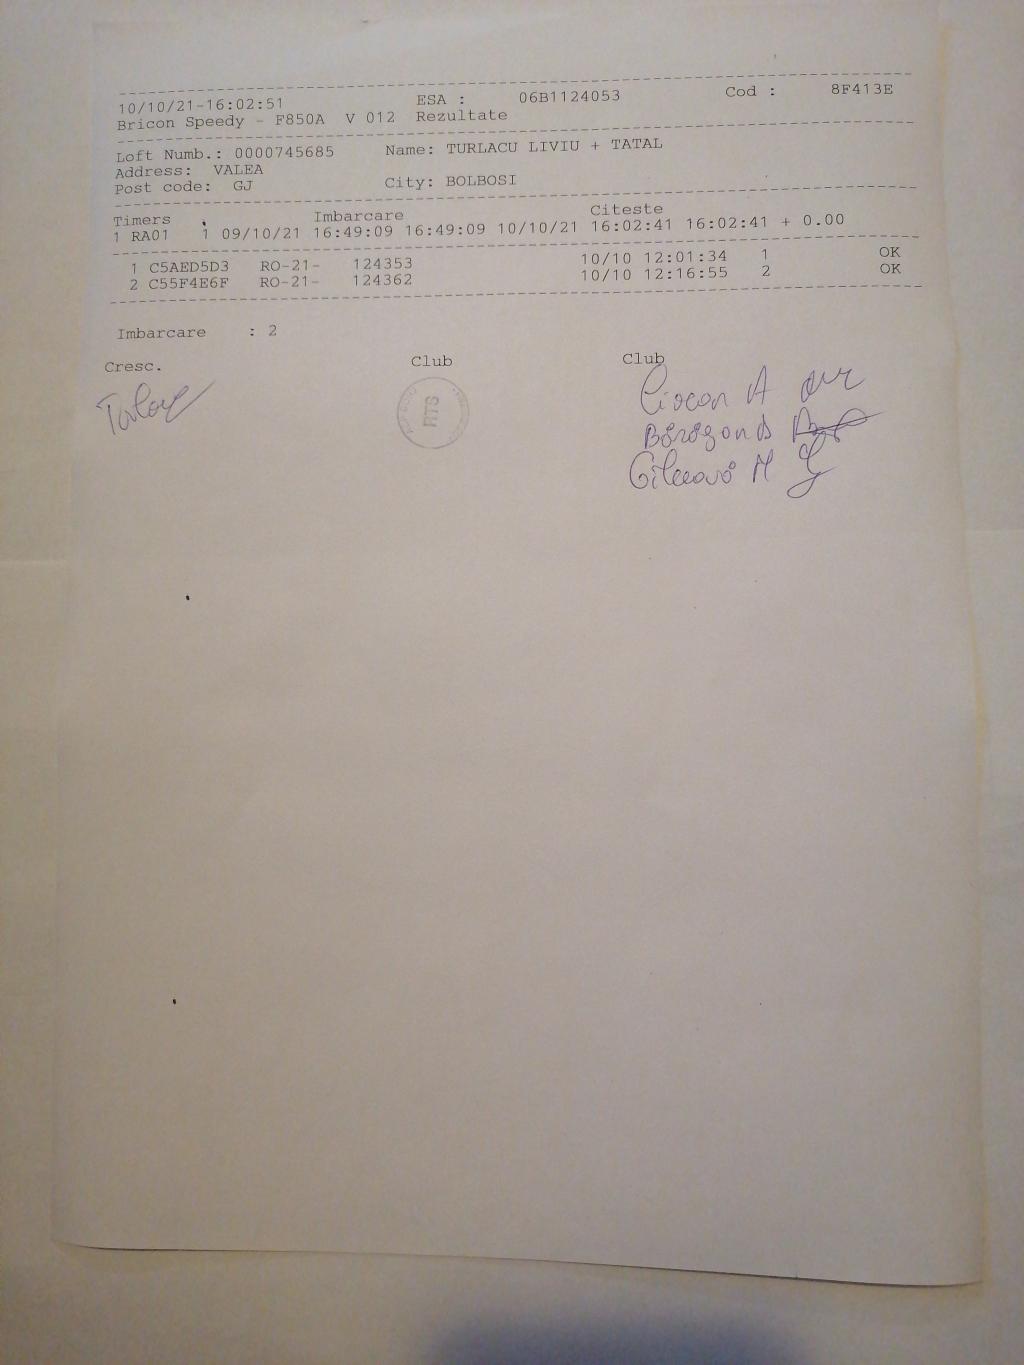 10/10/21-16:02:51 ESA : 06B1124053 Cod : 8F413E
Bricon Speedy - F850A V 012 Rezultate
Loft Numb.: 0000745685 Name: TURLACU LIVIU + TATAL
Address: VALEA
Post code: GJ City: BOLBOSI
Timers Imbarcare Citeste
1 RA01 1 09/10/21 16:49:09 16:49:09 10/10/21 16:02:41 16:02:41 + 0.00
1 C5AED5D3 RO-21- 124353 10/10 12:01:34 1 OK
2 C55F4E6F RO-21- 124362 10/10 12:16:55 2 OK
Imbarcare : 2
Cresc. Club Club
RTS